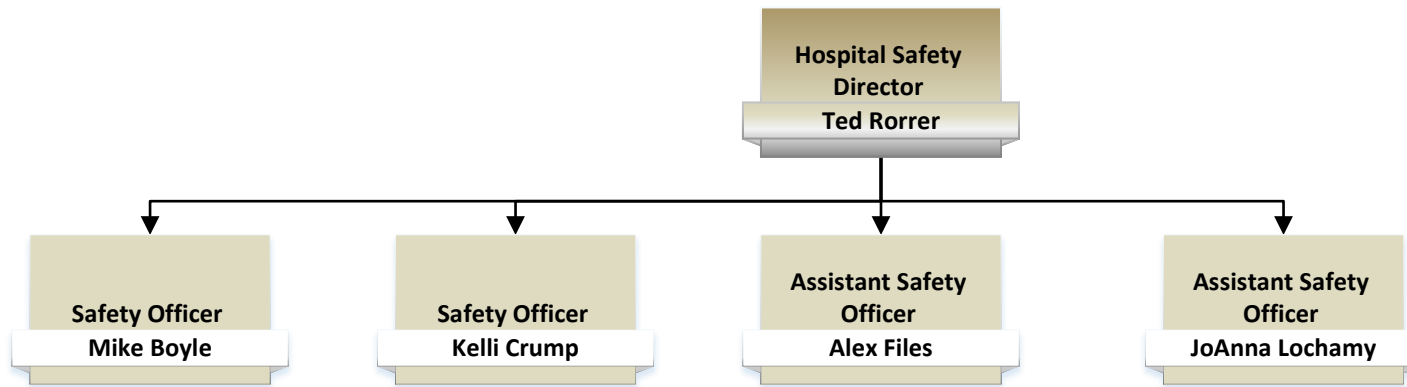 Hospital Safety
Director
Ted Rorrer
Safety Officer
Mike Boyle
Safety Officer
Kelli Crump
Assistant Safety
Officer
Alex Files
Assistant Safety
Officer
JoAnna Lochamy